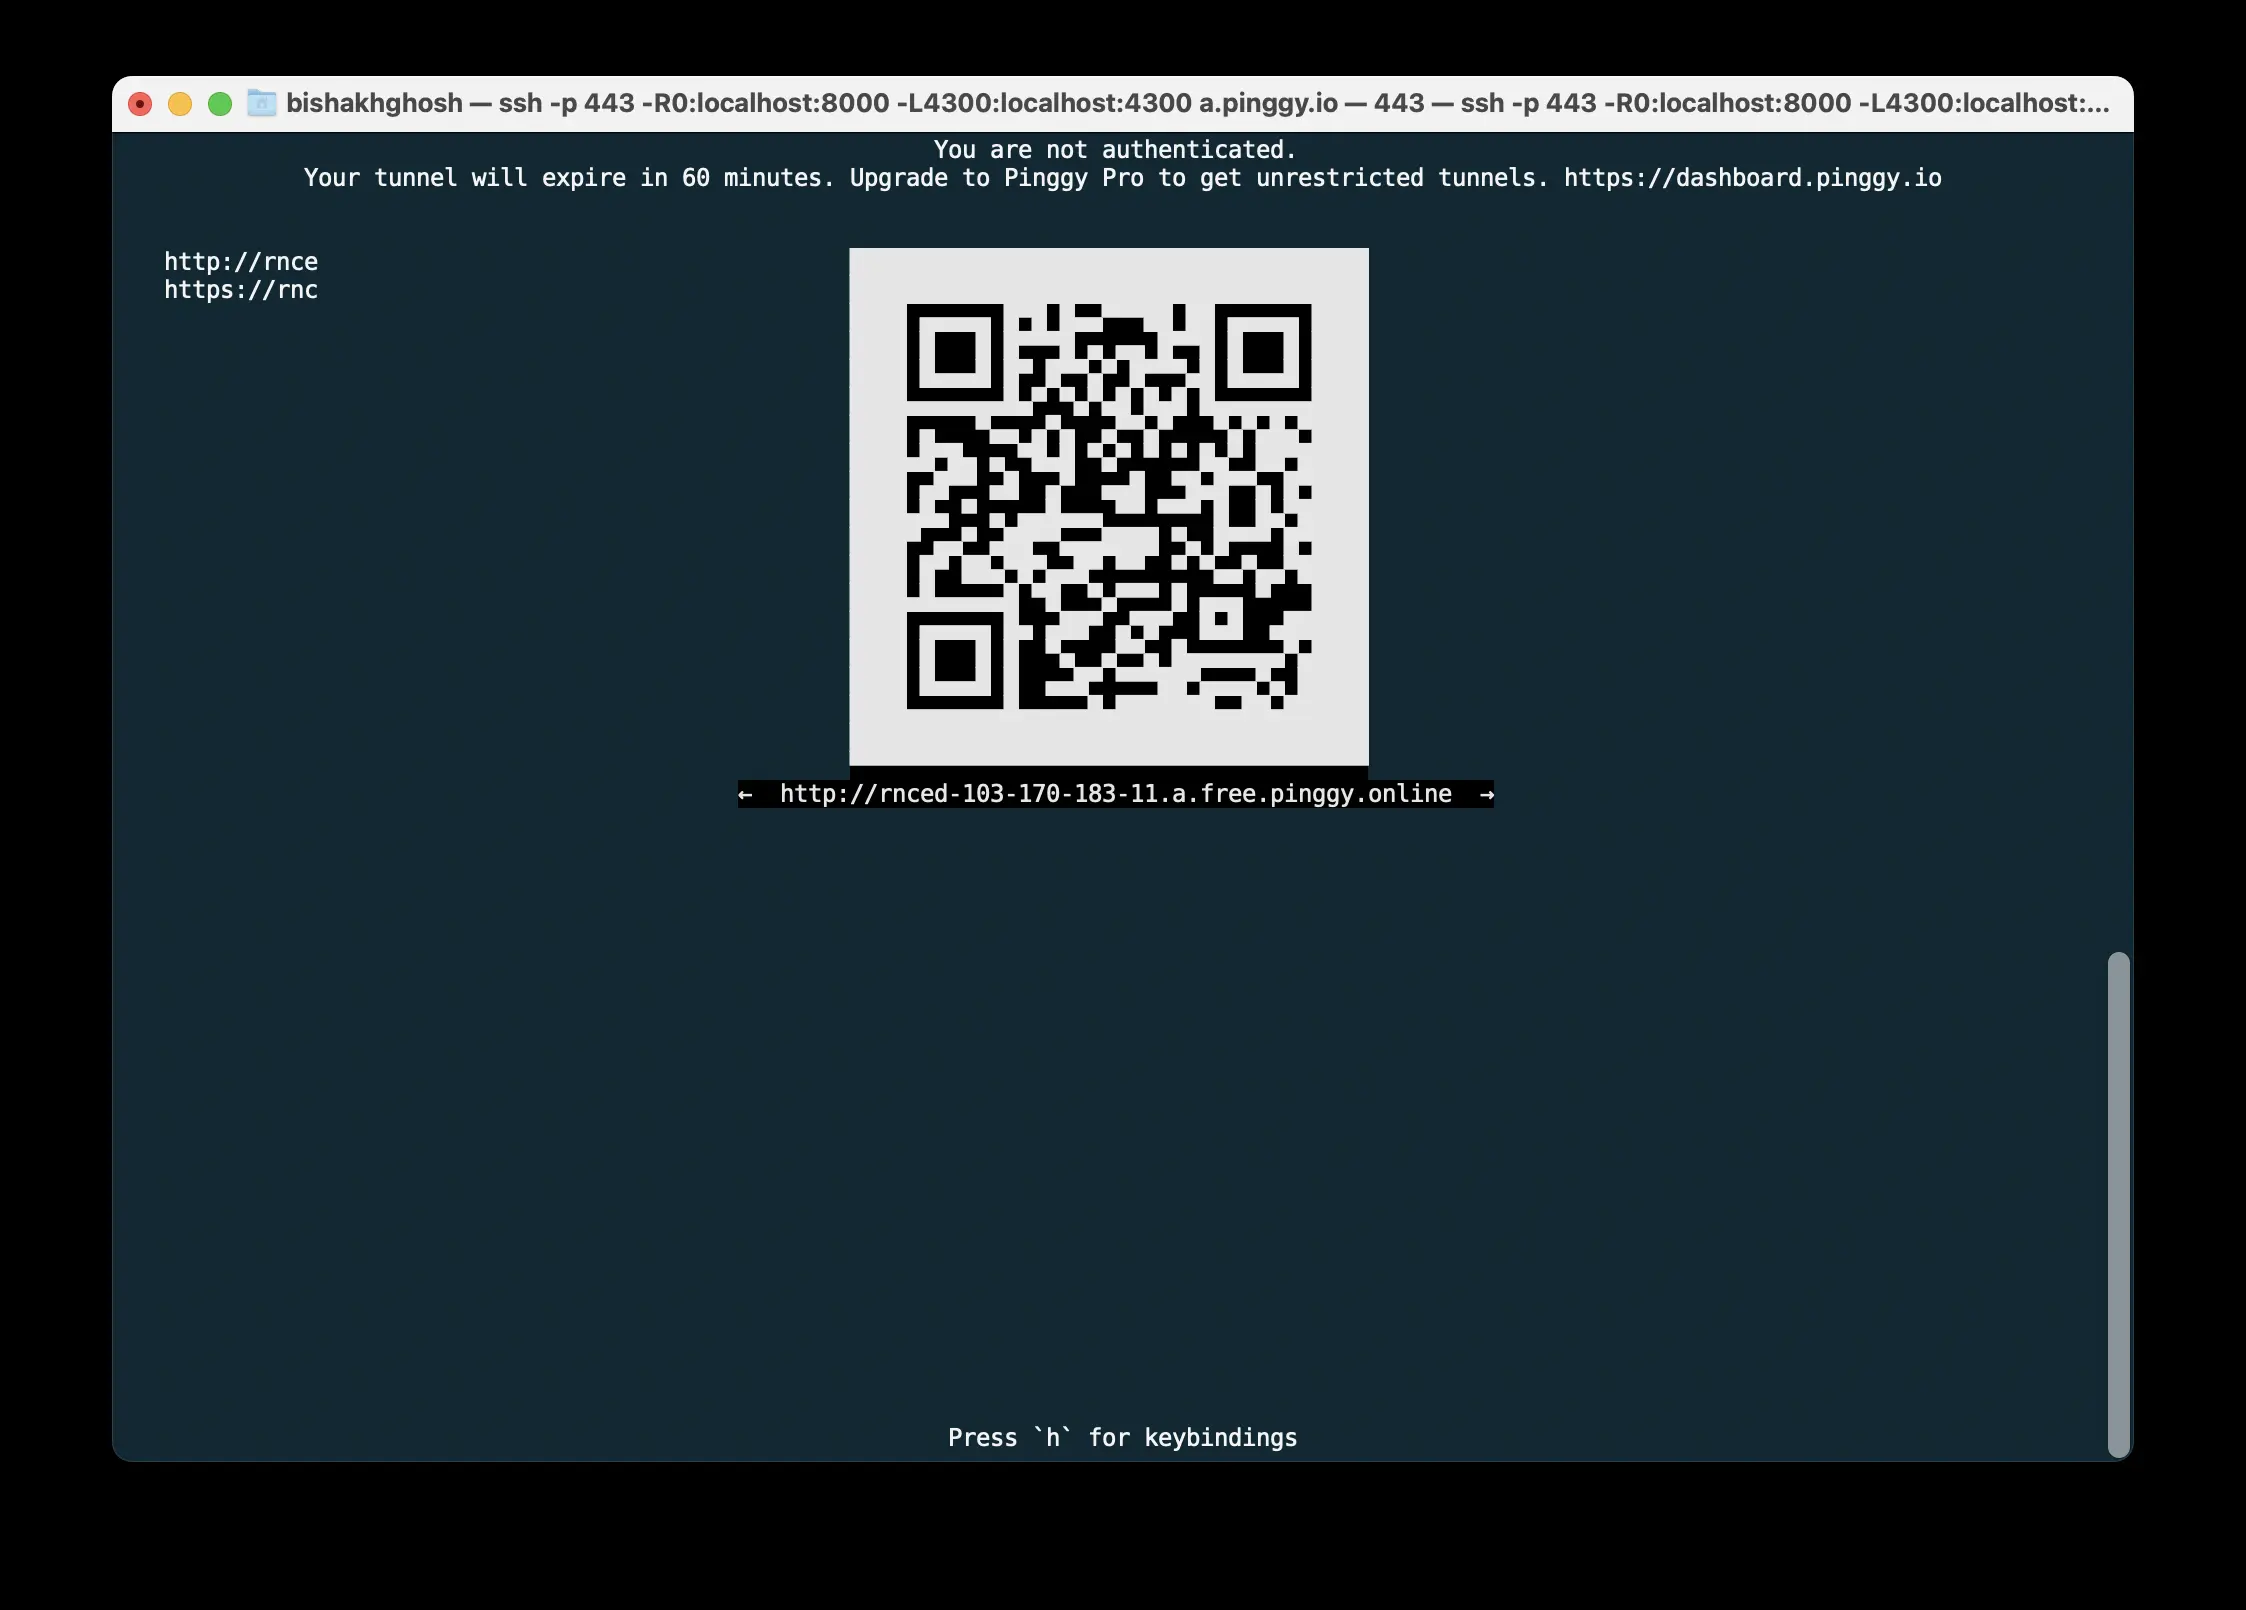 bishakhghosh — ssh -p 443 -R0:localhost:8000 -L4300:localhost:4300 a.pinggy.io — 443 — ssh -p 443 -R0:localhost:8000 -L4300:localhost:...
You are not authenticated.
Your tunnel will expire in 60 minutes. Upgrade to Pinggy Pro to get unrestricted tunnels. https://dashboard.pinggy.io
http://rnce
https://rnc
← http://rnced-103-170-183-11.a.free.pinggy.online →
Press `h` for keybindings